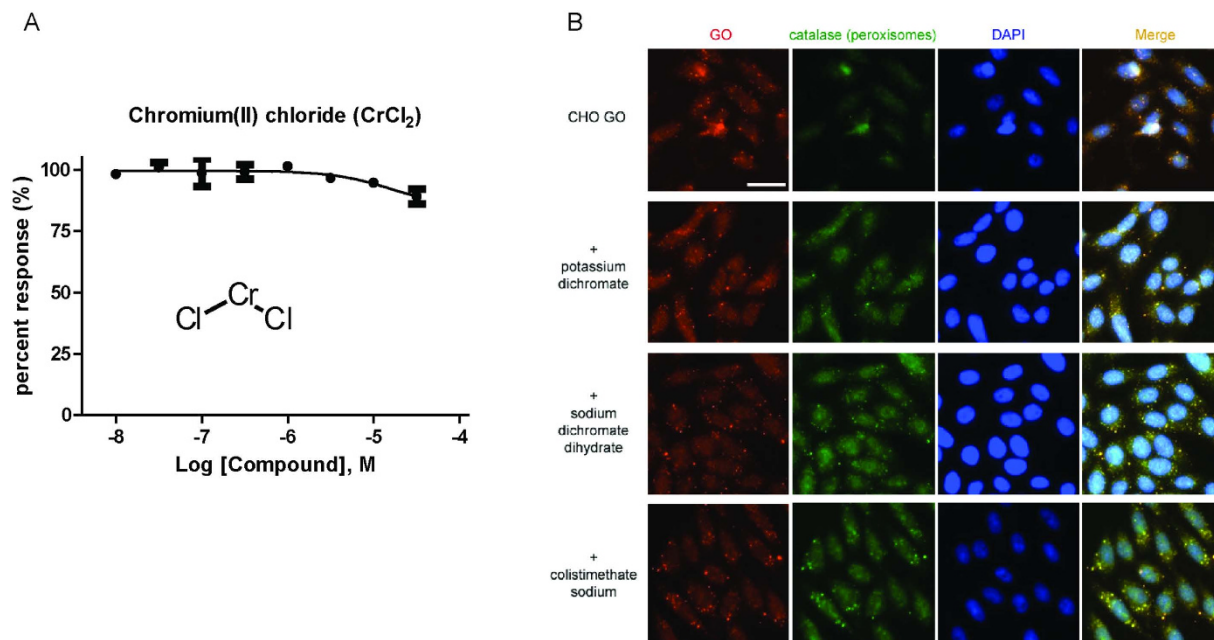 A
Chromium(II) chloride (CrCl2)
percent response (%)
100
75
50
25
0
Cl
Cr
Cl
-8 -7 -6 -5 -4
Log [Compound], M
B
GO catalase (peroxisomes) DAPI Merge
CHO GO
+
potassium
dichromate
+
sodium
dichromate
dihydrate
+
colistimethate
sodium